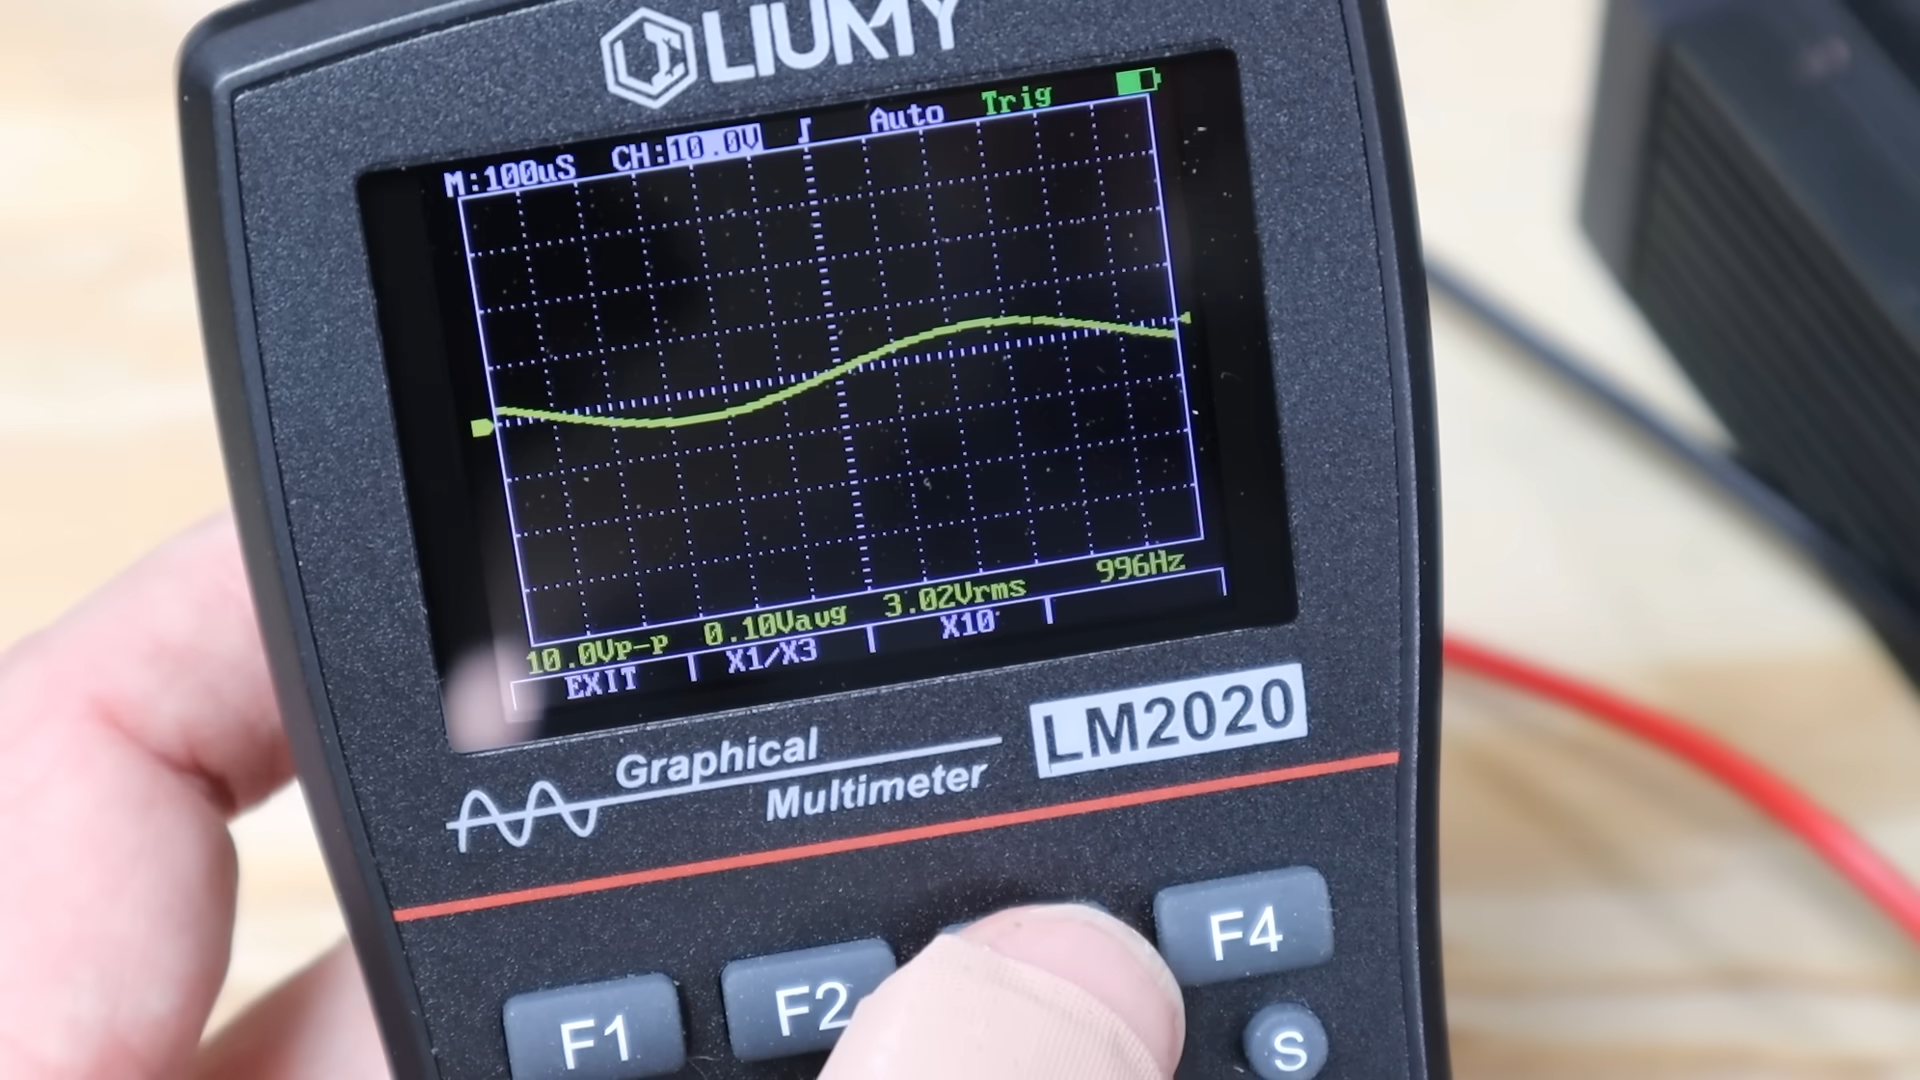 LIUMY
M:100uS CH:10.0V Auto Trig
10.0Vp-p 0.10Vavg 3.02Vrms 996Hz
EXIT X1/X3 X10
Graphical
Multimeter
LM2020
F1 F2 F4
S